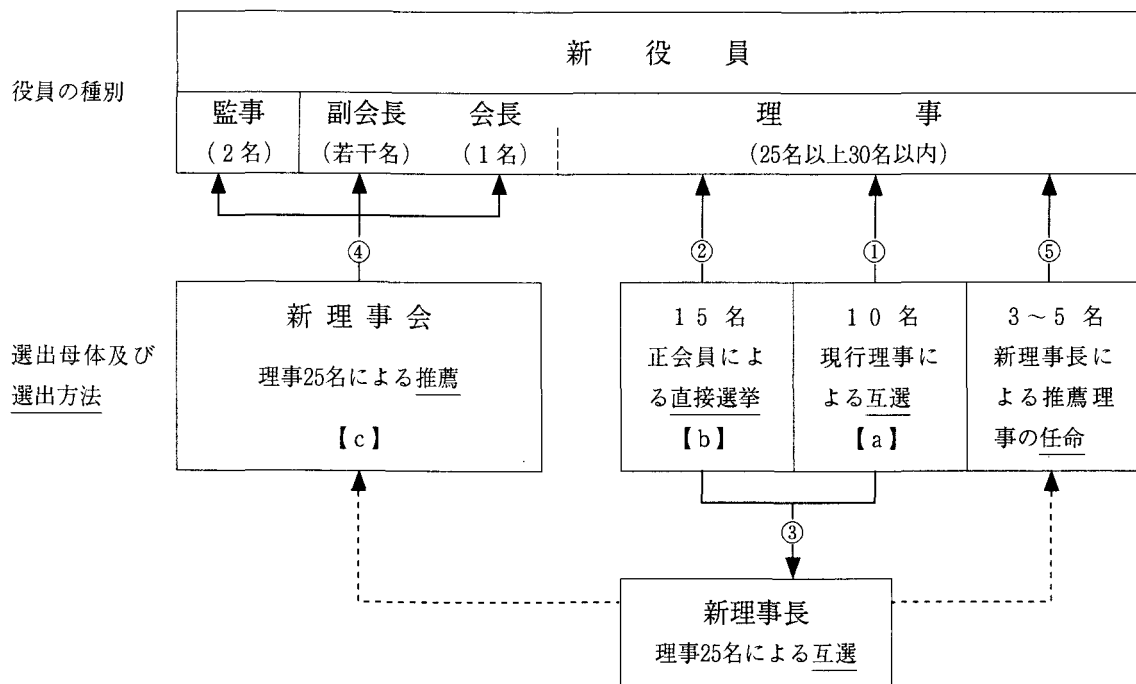 新役員
役員の種別
監事
副会長
会長
理事
(2名)
(若干名)
(1名)
(25名以上30名以内)
④
②
①
⑤
選出母体及び
選出方法
新理事会
理事25名による推薦
【c】
15名
正会員によ
る直接選挙
【b】
10名
現行理事に
よる互選
【a】
3~5名
新理事長に
よる推薦理
事の任命
③
新理事長
理事25名による互選